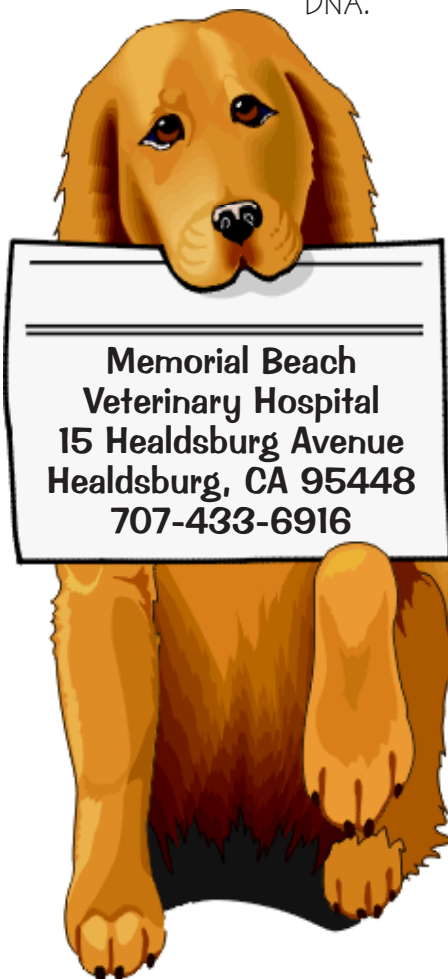 DNA.
Memorial Beach
Veterinary Hospital
15 Healdsburg Avenue
Healdsburg, CA 95448
707-433-6916